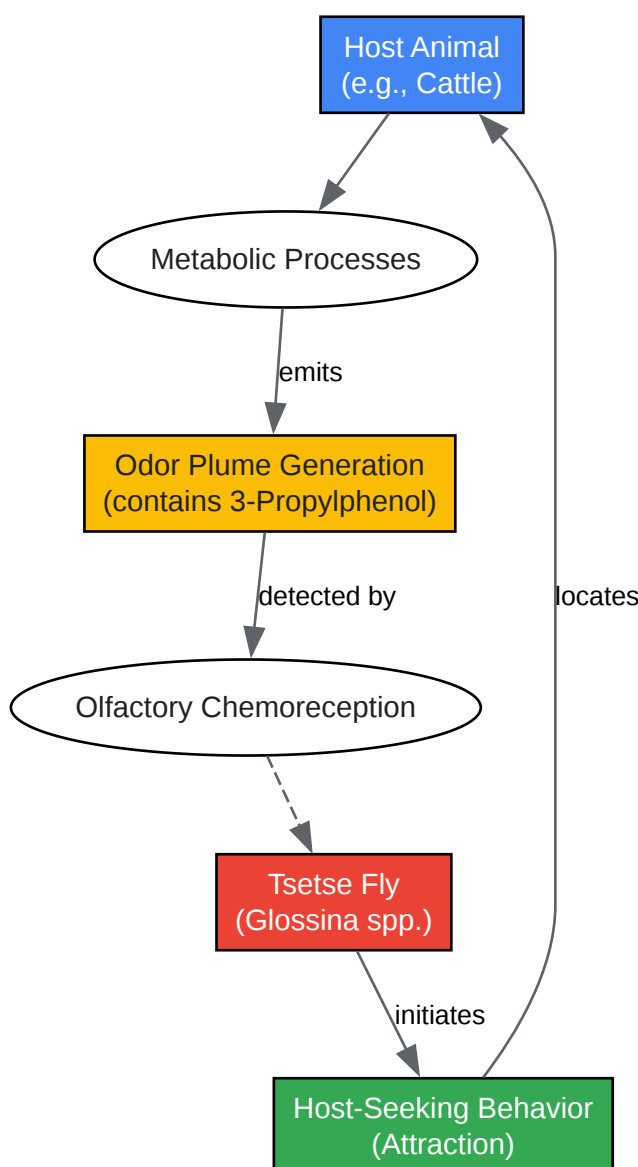 Host Animal
(e.g., Cattle)
Metabolic Processes
emits
Odor Plume Generation
(contains 3-Propylphenol)
detected by
locates
Olfactory Chemoreception
Tsetse Fly
(Glossina spp.)
initiates
Host-Seeking Behavior
(Attraction)